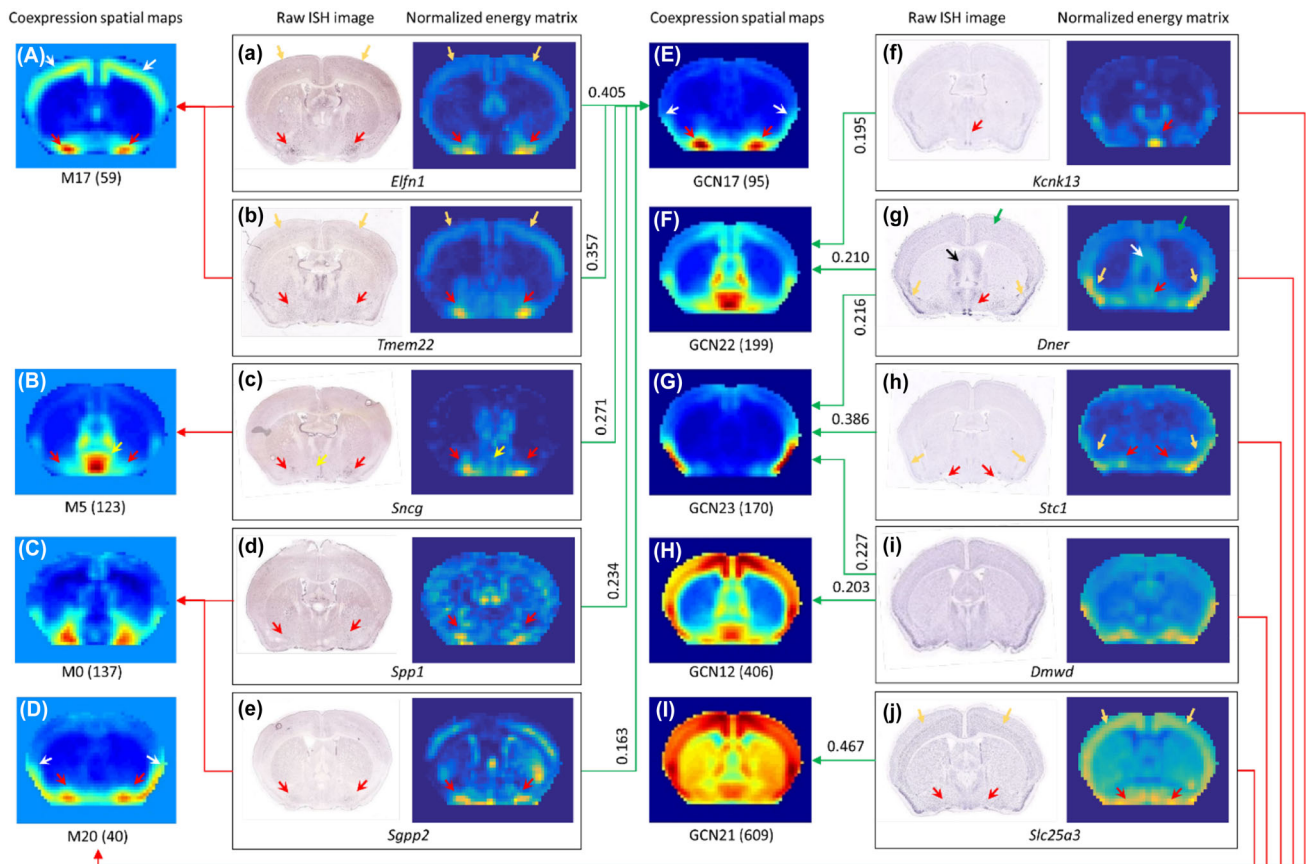 Coexpression spatial maps
Raw ISH image
Normalized energy matrix
Coexpression spatial maps
Raw ISH image
Normalized energy matrix
(A)
M17 (59)
(a)
Elfn1
0.405
(E)
GCN17 (95)
0.195
(f)
Kcnk13
(b)
Tmem22
0.357
(F)
GCN22 (199)
0.210
0.216
(g)
Dner
(B)
M5 (123)
(c)
Sncg
0.271
(G)
GCN23 (170)
0.386
0.227
(h)
Stc1
(C)
M0 (137)
(d)
Spp1
0.234
(H)
GCN12 (406)
0.203
(i)
Dmwd
(D)
M20 (40)
(e)
Sgpp2
0.163
(I)
GCN21 (609)
0.467
(j)
Slc25a3